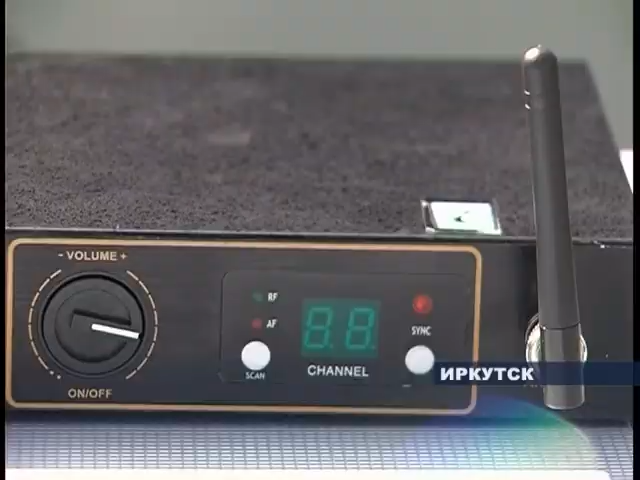 - VOLUME +
ON/OFF
RF
AF
SCAN
88
CHANNEL
SYNC
ИРКУТСК